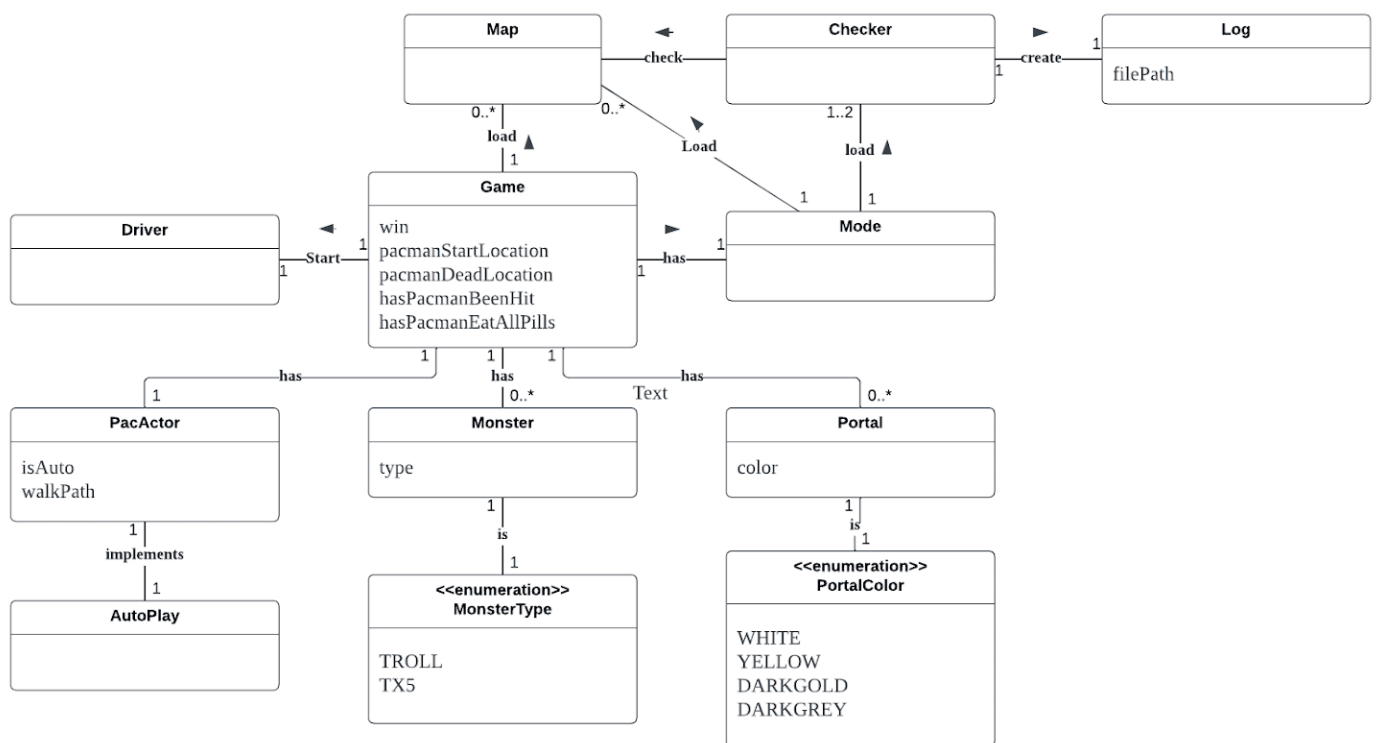 Map
Checker
Log
check
create
1
1
filePath
0..*
0..*
1..2
load
Load
load
1
1
1
Game
Driver
Mode
win
pacmanStartLocation
pacmanDeadLocation
hasPacmanBeenHit
hasPacmanEatAllPills
Start
1
1
has
1
1
1
1
1
has
has
has
1
0..*
Text
0..*
PacActor
Monster
Portal
isAuto
walkPath
type
color
1
1
1
implements
is
is
1
1
1
AutoPlay
<<enumeration>>
MonsterType
TROLL
TX5
<<enumeration>>
PortalColor
WHITE
YELLOW
DARKGOLD
DARKGREY